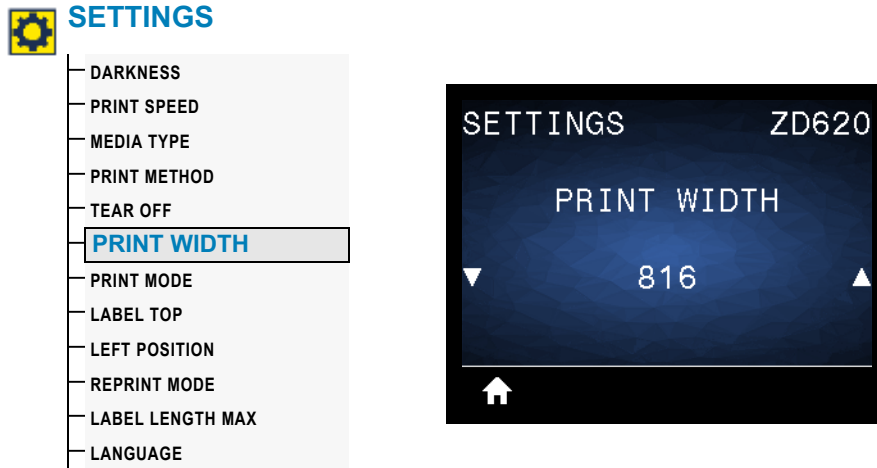 SETTINGS
DARKNESS
PRINT SPEED
MEDIA TYPE
PRINT METHOD
TEAR OFF
PRINT WIDTH
PRINT MODE
LABEL TOP
LEFT POSITION
REPRINT MODE
LABEL LENGTH MAX
LANGUAGE
SETTINGS ZD620
PRINT WIDTH
816